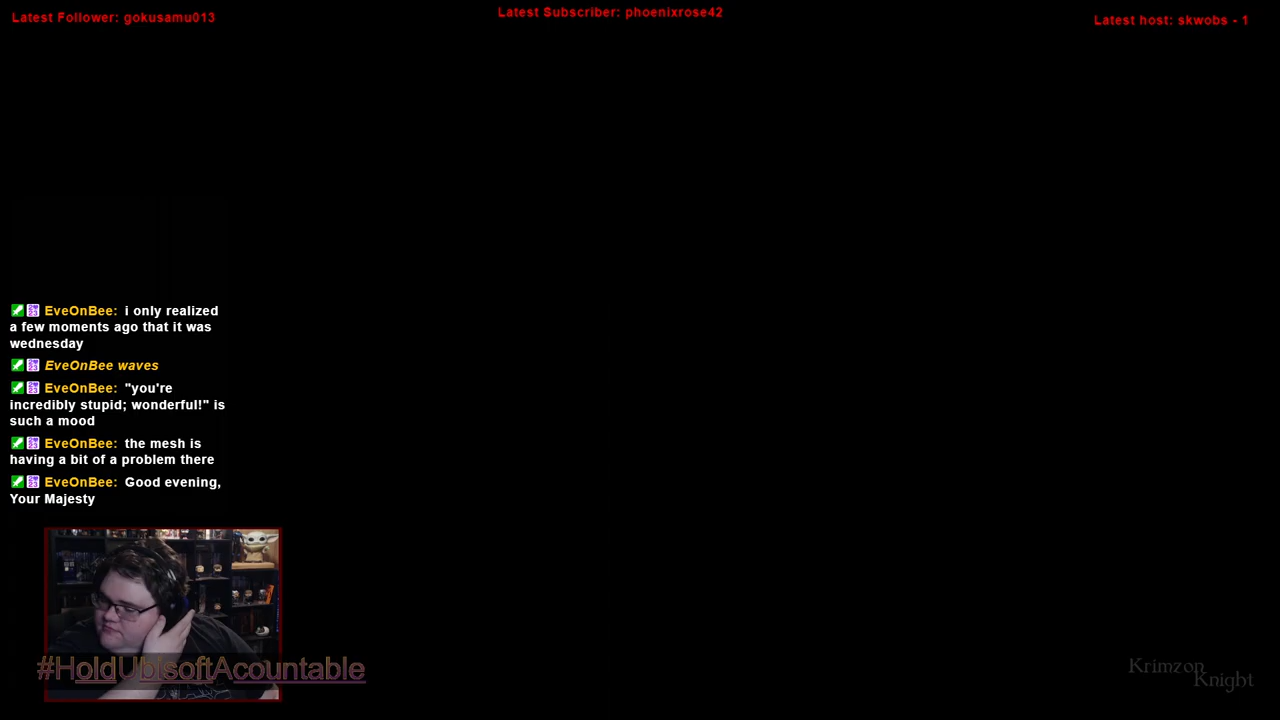 Latest Follower: gokusamu013
Latest Subscriber: phoenixrose42
Latest host: skwobs - 1
EveOnBee: i only realized
a few moments ago that it was
wednesday
EveOnBee waves
EveOnBee: "you're
incredibly stupid; wonderful!" is
such a mood
EveOnBee: the mesh is
having a bit of a problem there
EveOnBee: Good evening,
Your Majesty
#HoldUbisoftAcountable
Krimzon
Knight